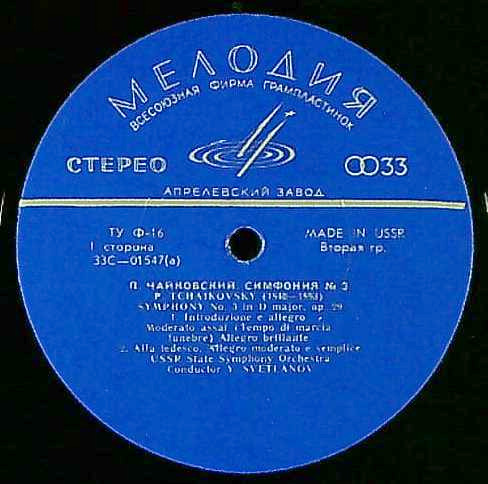 МЕЛОДИЯ
ВСЕСОЮЗНАЯ ФИРМА ГРАМПЛАСТИНОК
СТЕРЕО 33
АПРЕЛЕВСКИЙ ЗАВОД
ТУ Ф-16 MADE IN USSR
I сторона Вторая гр.
33С—01547(а)
П. ЧАЙКОВСКИЙ. СИМФОНИЯ № 3
P. TCHAIKOVSKY (1840—1893)
SYMPHONY No. 3 in D major, op. 29
1. Introduzione e allegro
Moderato assai (Tempo di marcia
funebre) Allegro brillante
2. Alla tedesco. Allegro moderato e semplice
USSR State Symphony Orchestra
Conductor Y. SVETLANOV